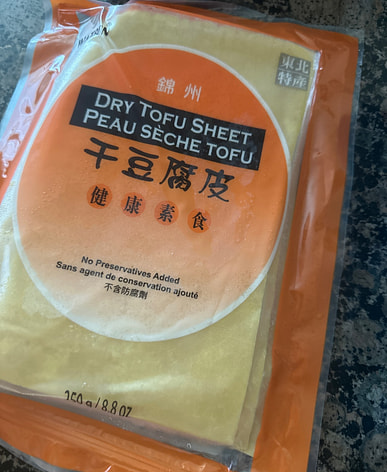 東北
特產
錦州
DRY TOFU SHEET
PEAU SÈCHE TOFU
干豆腐皮
健康素食
No Preservatives Added
Sans agent de conservation ajouté
不含防腐劑
250 g / 8.8 oz